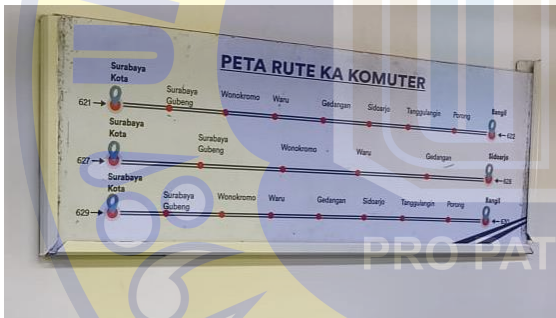 PETA RUTE KA KOMUTER
621 Surabaya Kota Surabaya Gubeng Wonokromo Waru Gedangan Sidoarjo Tanggulangin Porong Bangil 622
627 Surabaya Kota Surabaya Gubeng Wonokromo Waru Gedangan Sidoarjo 628
629 Surabaya Kota Surabaya Gubeng Wonokromo Waru Gedangan Sidoarjo Tanggulangin Porong Bangil 630
PRO PAT